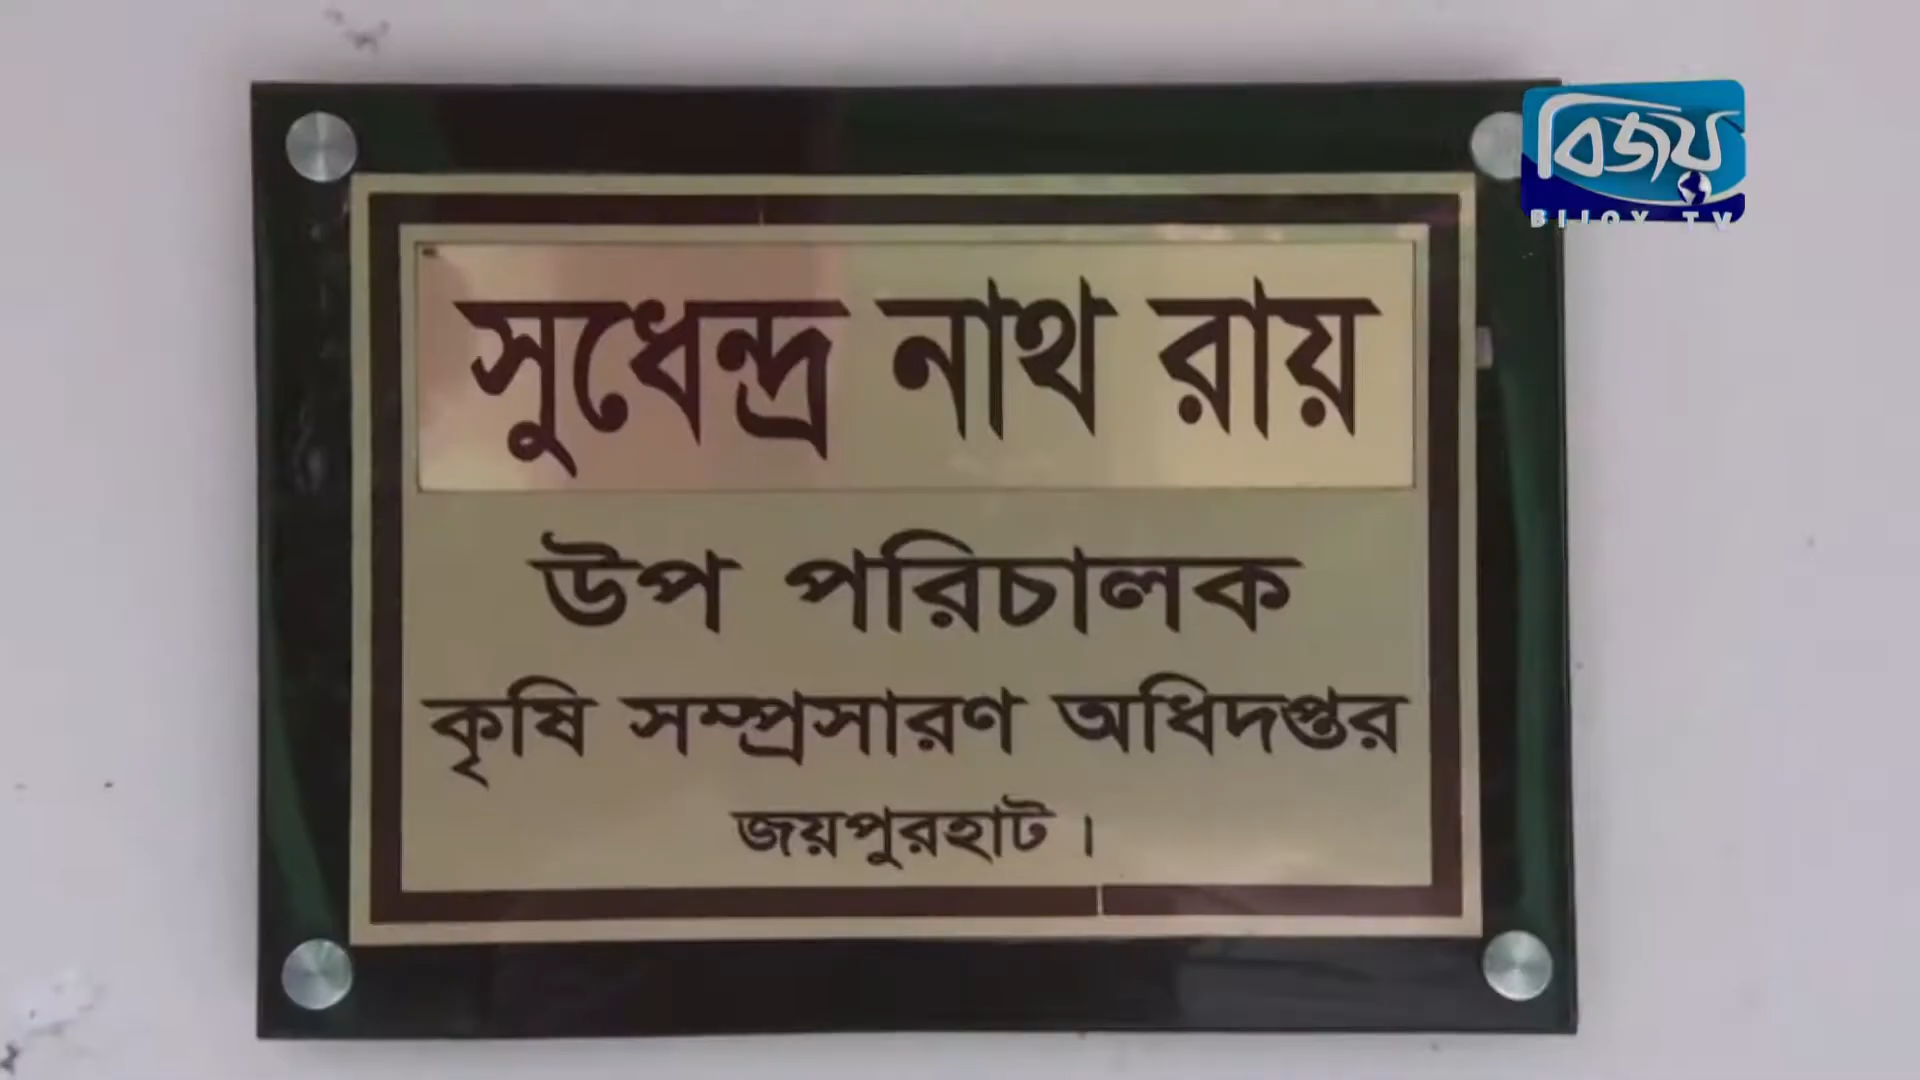 বিজয়
BIJOY TV
সুধেন্দ্র নাথ রায়
উপ পরিচালক
কৃষি সম্প্রসারণ অধিদপ্তর
জয়পুরহাট।